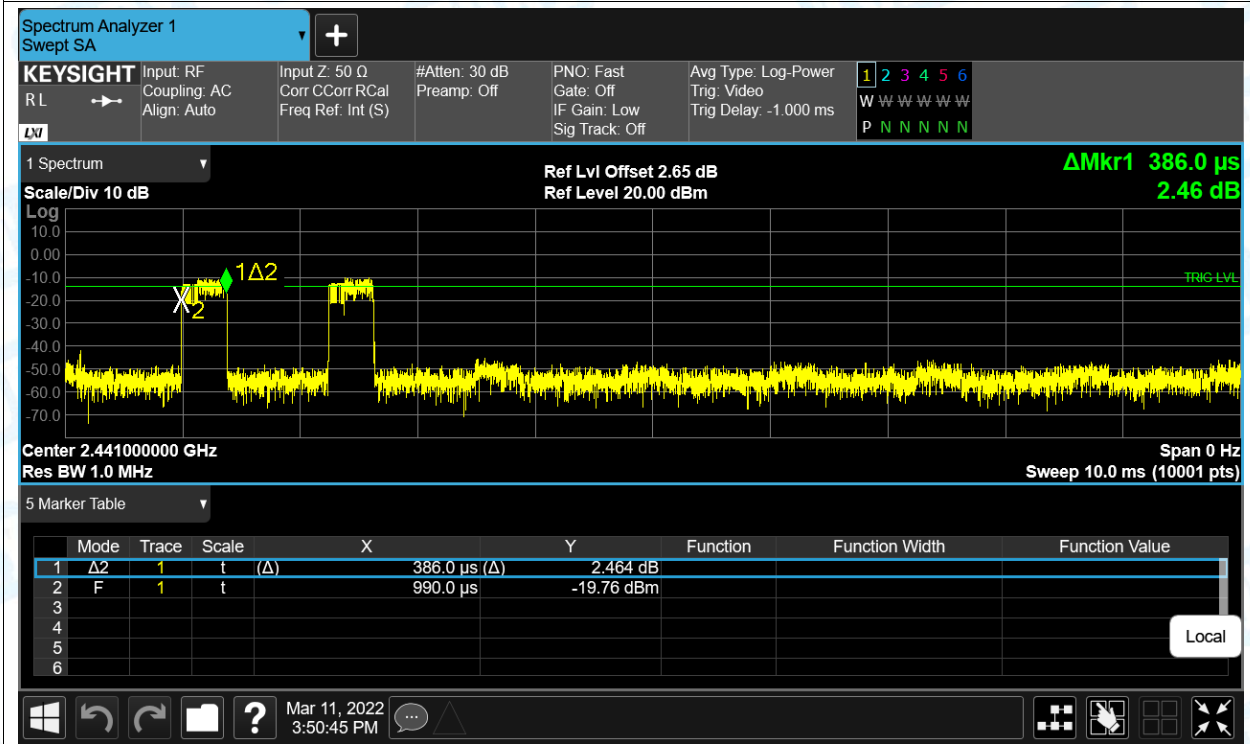 Spectrum Analyzer 1
Swept SA
+
KEYSIGHT Input: RF Input Z: 50 Ω #Atten: 30 dB PNO: Fast Avg Type: Log-Power 1 2 3 4 5 6
RL Coupling: AC Corr CCorr RCal Preamp: Off Gate: Off Trig: Video W W W W W W
Align: Auto Freq Ref: Int (S) IF Gain: Low Trig Delay: -1.000 ms
LXI Sig Track: Off P N N N N N
1 Spectrum Ref Lvl Offset 2.65 dB ΔMkr1 386.0 µs
Scale/Div 10 dB Ref Level 20.00 dBm 2.46 dB
Log
10.0
0.00
-10.0 1Δ2 TRIG LVL
-20.0 X2
-30.0
-40.0
-50.0
-60.0
-70.0
Center 2.441000000 GHz Span 0 Hz
Res BW 1.0 MHz Sweep 10.0 ms (10001 pts)
5 Marker Table
Mode Trace Scale X Y Function Function Width Function Value
1 Δ2 1 t (Δ) 386.0 µs (Δ) 2.464 dB
2 F 1 t 990.0 µs -19.76 dBm
3
4
5
6
Local
? Mar 11, 2022
3:50:45 PM